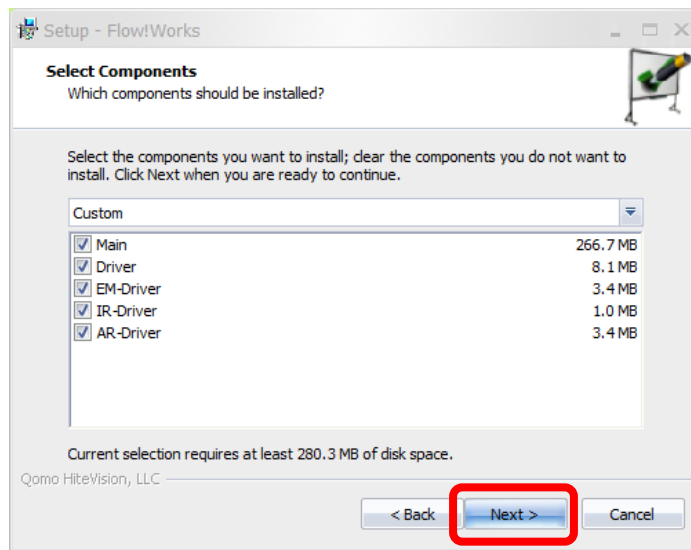 Setup - Flow!Works
Select Components
Which components should be installed?
Select the components you want to install; clear the components you do not want to
install. Click Next when you are ready to continue.
Custom
Main 266.7 MB
Driver 8.1 MB
EM-Driver 3.4 MB
IR-Driver 1.0 MB
AR-Driver 3.4 MB
Current selection requires at least 280.3 MB of disk space.
Qomo HiteVision, LLC
< Back Next > Cancel